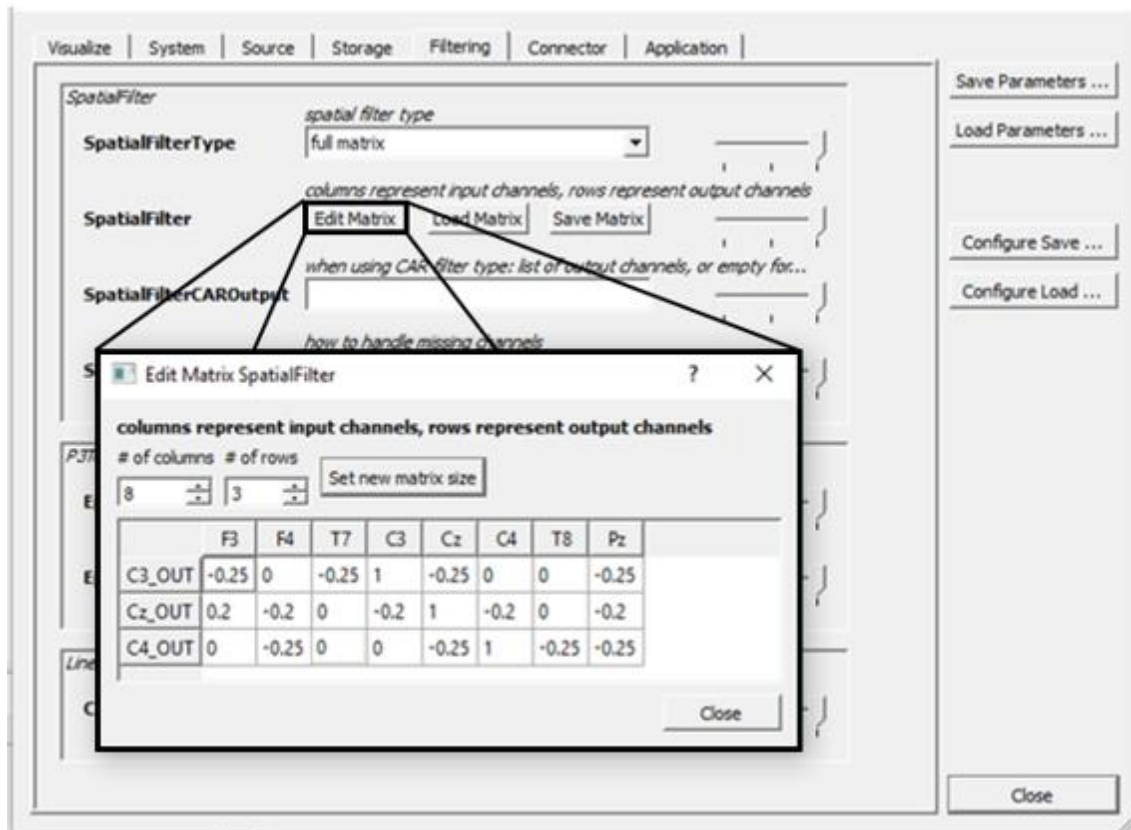 Visualize System Source Storage Filtering Connector Application
SpatialFilter
spatial filter type
SpatialFilterType full matrix
columns represent input channels, rows represent output channels
SpatialFilter Edit Matrix Load Matrix Save Matrix
when using CAR filter type: list of output channels, or empty for...
SpatialFilterCAROutput
how to handle missing channels
Edit Matrix SpatialFilter ? X
columns represent input channels, rows represent output channels
# of columns # of rows
8 3 Set new matrix size
F3 F4 T7 C3 Cz C4 T8 Pz
C3_OUT -0.25 0 -0.25 1 -0.25 0 0 -0.25
Cz_OUT 0.2 -0.2 0 -0.2 1 -0.2 0 -0.2
C4_OUT 0 -0.25 0 0 -0.25 1 -0.25 -0.25
Close
Save Parameters ...
Load Parameters ...
Configure Save ...
Configure Load ...
Close